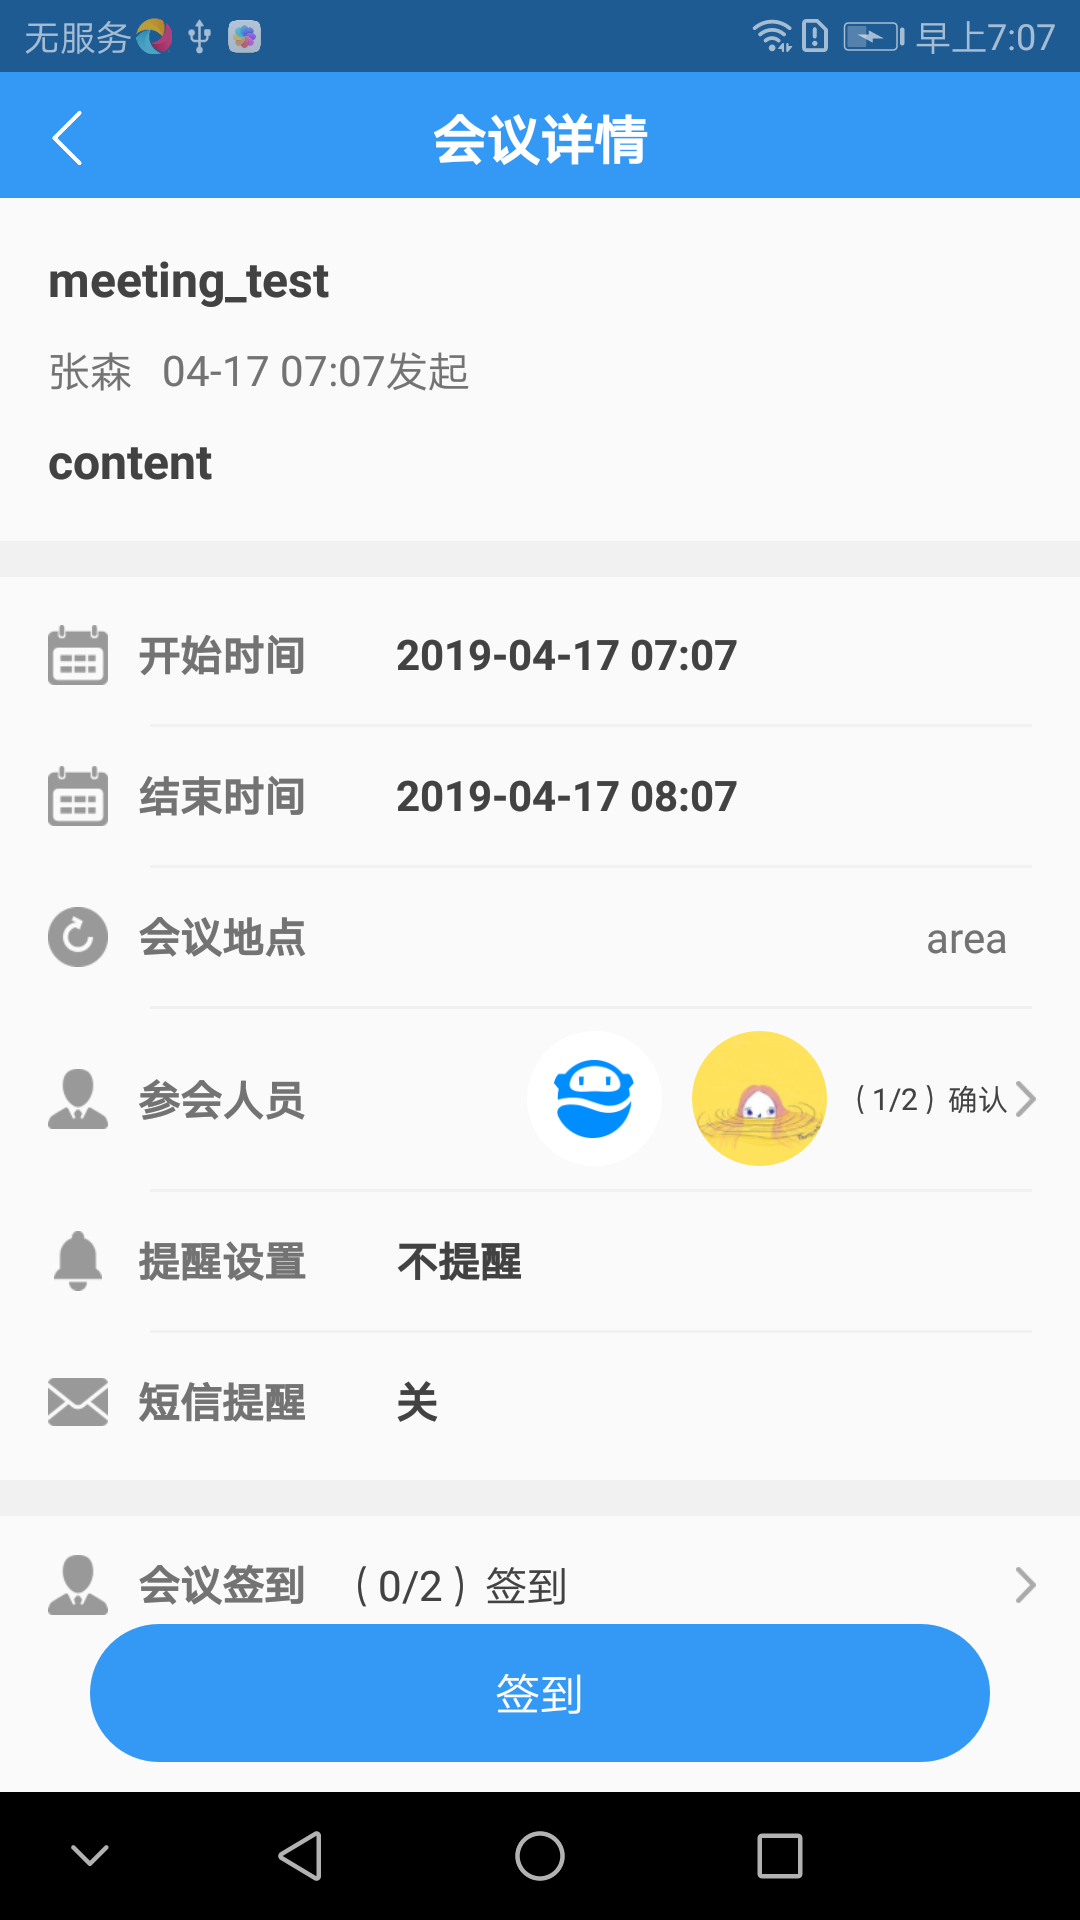 无服务 早上7:07
会议详情
meeting_test
张森 04-17 07:07发起
content
开始时间 2019-04-17 07:07
结束时间 2019-04-17 08:07
会议地点 area
参会人员 （1/2）确认
提醒设置 不提醒
短信提醒 关
会议签到 （0/2）签到
签到